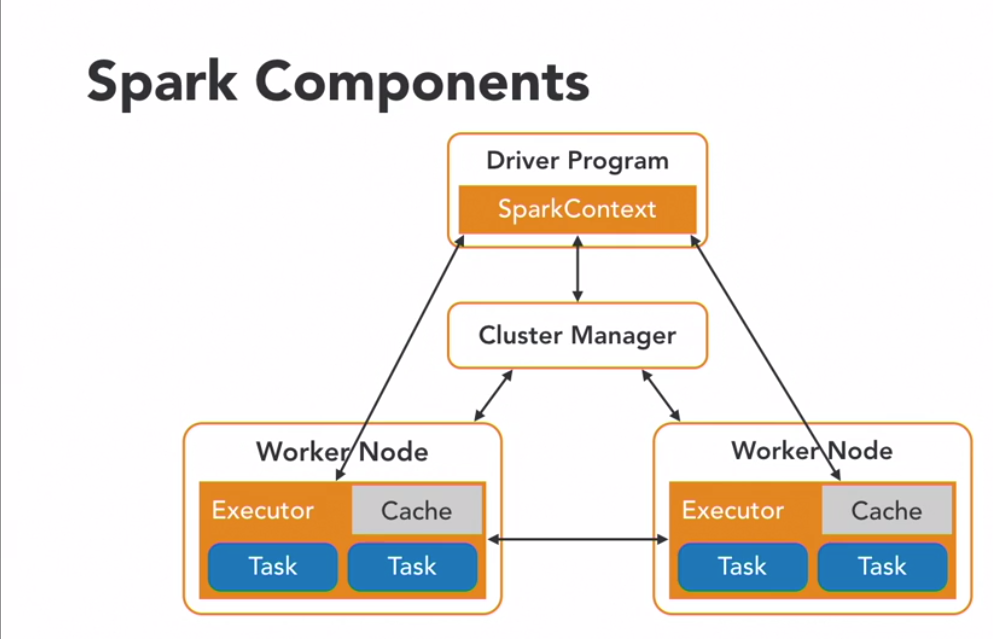 Spark Components
Driver Program
SparkContext
Cluster Manager
Worker Node
Executor
Cache
Task
Task
Worker Node
Executor
Cache
Task
Task